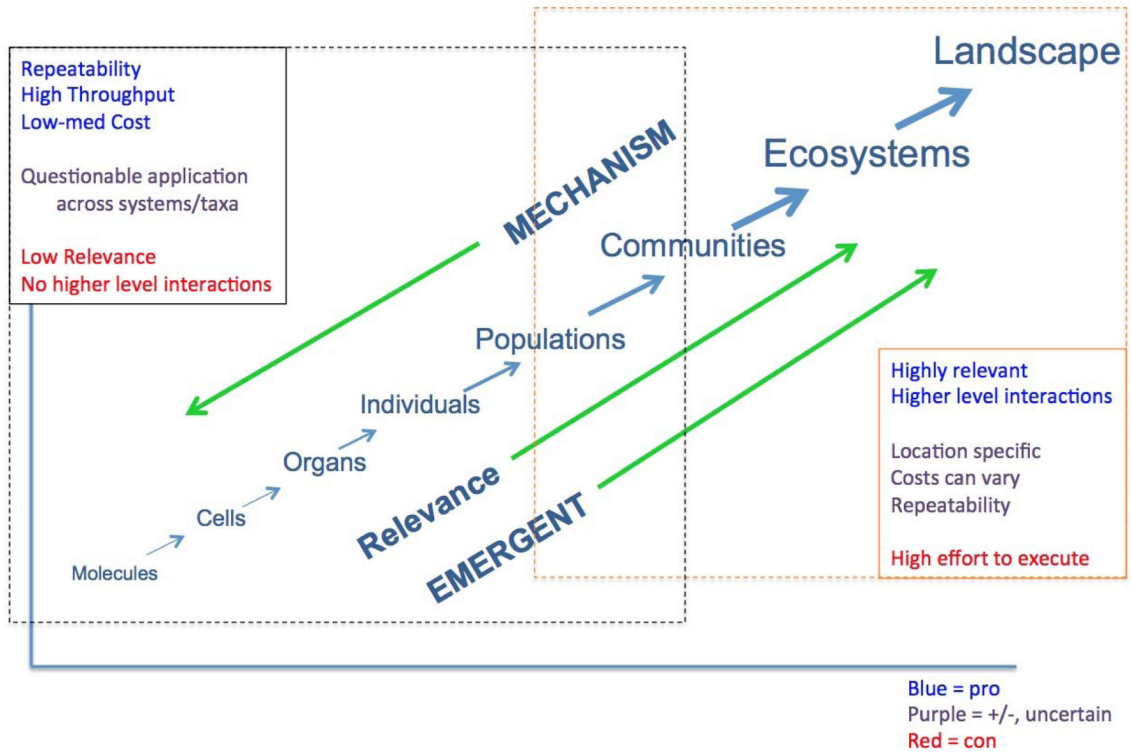 Landscape
Repeatability
High Throughput
Low-med Cost
Questionable application
across systems/taxa
Low Relevance
No higher level interactions
MECHANISM
Ecosystems
Communities
Populations
Individuals
Organs
Cells
Molecules
Relevance
EMERGENT
Highly relevant
Higher level interactions
Location specific
Costs can vary
Repeatability
High effort to execute
Blue = pro
Purple = +/-, uncertain
Red = con